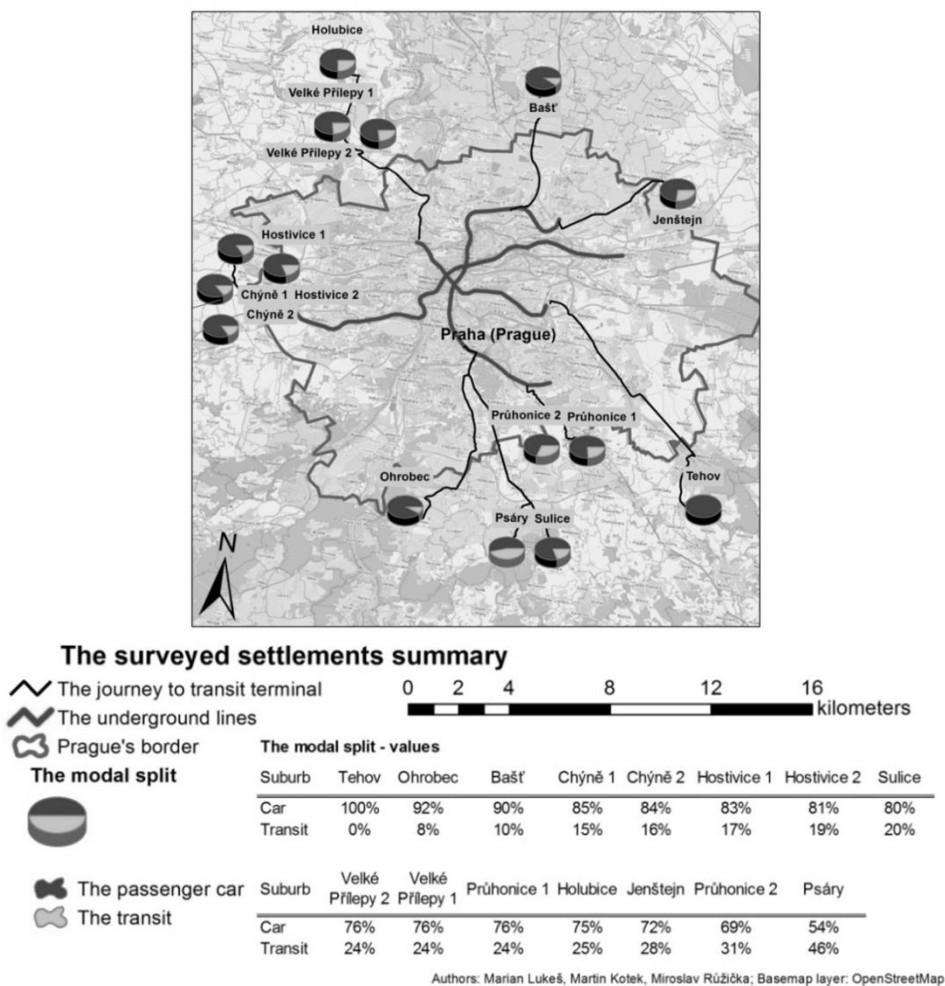 Holubice
Velké Přílepy 1
Bašť
Velké Přílepy 2
Jenštejn
Hostivice 1
Chýně 1 Hostivice 2
Chýně 2
Praha (Prague)
Průhonice 2 Průhonice 1
Ohrobec
Tehov
Psáry Sulice
N
The surveyed settlements summary
The journey to transit terminal
0 2 4 8 12 16
kilometers
The underground lines
Prague's border
The modal split - values
The modal split
Suburb Tehov Ohrobec Bašť Chýně 1 Chýně 2 Hostivice 1 Hostivice 2 Sulice
Car 100% 92% 90% 85% 84% 83% 81% 80%
Transit 0% 8% 10% 15% 16% 17% 19% 20%
The passenger car
The transit
Suburb Velké Přílepy 2 Velké Přílepy 1 Průhonice 1 Holubice Jenštejn Průhonice 2 Psáry
Car 76% 76% 76% 75% 72% 69% 54%
Transit 24% 24% 24% 25% 28% 31% 46%
Authors: Marian Lukeš, Martin Kotek, Miroslav Růžička; Basemap layer: OpenStreetMap